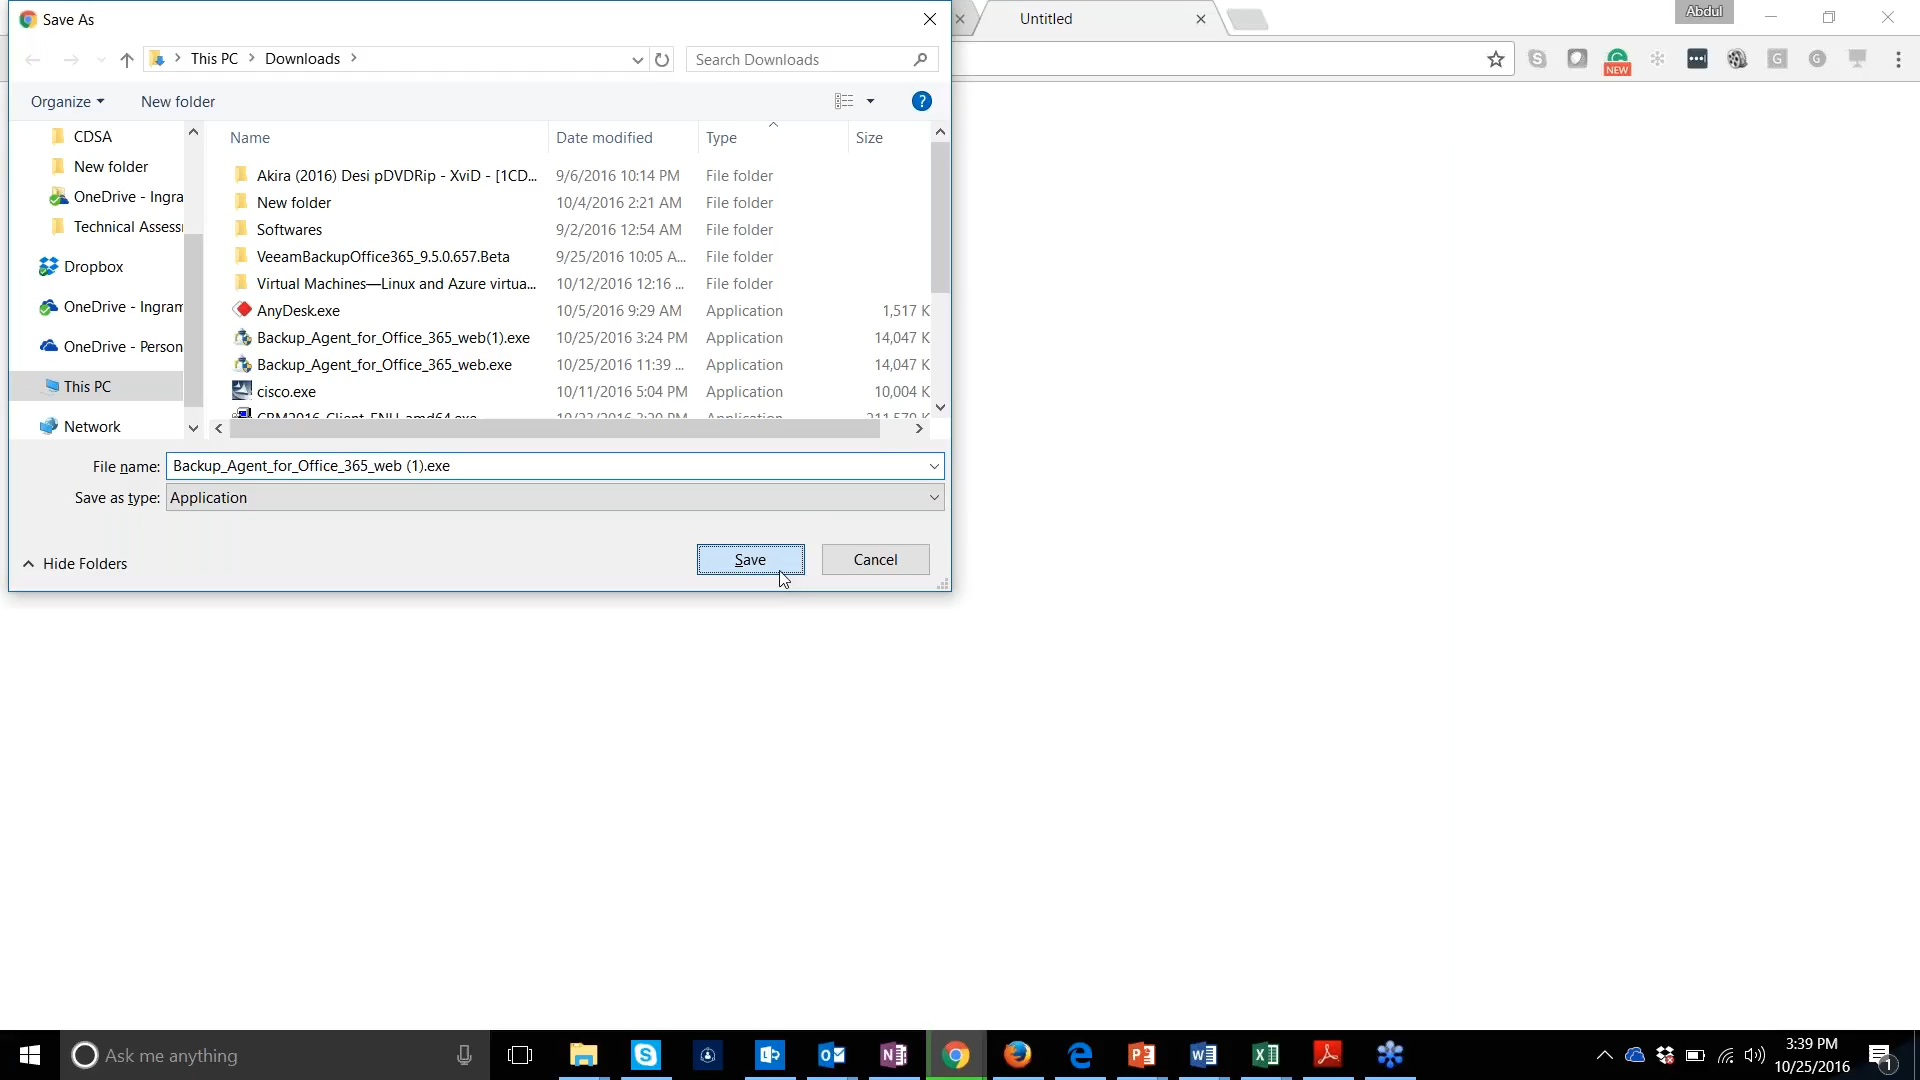 Save As
Untitled
Abdul
This PC
Downloads
Search Downloads
NEW
G
G
Organize
New folder
?
Name
Date modified
Type
Size
CDSA
New folder
OneDrive - Ingra
Technical Assess
Dropbox
OneDrive - Ingram
OneDrive - Person
This PC
Network
Akira (2016) Desi pDVDRip - XviD - [1CD... 9/6/2016 10:14 PM File folder
New folder 10/4/2016 2:21 AM File folder
Softwares 9/2/2016 12:54 AM File folder
VeeamBackupOffice365_9.5.0.657.Beta 9/25/2016 10:05 A... File folder
Virtual Machines—Linux and Azure virtua... 10/12/2016 12:16 ... File folder
AnyDesk.exe 10/5/2016 9:29 AM Application 1,517 K
Backup_Agent_for_Office_365_web(1).exe 10/25/2016 3:24 PM Application 14,047 K
Backup_Agent_for_Office_365_web.exe 10/25/2016 11:39 ... Application 14,047 K
cisco.exe 10/11/2016 5:04 PM Application 10,004 K
File name: Backup_Agent_for_Office_365_web (1).exe
Save as type: Application
Hide Folders
Save
Cancel
Ask me anything
3:39 PM
10/25/2016
1